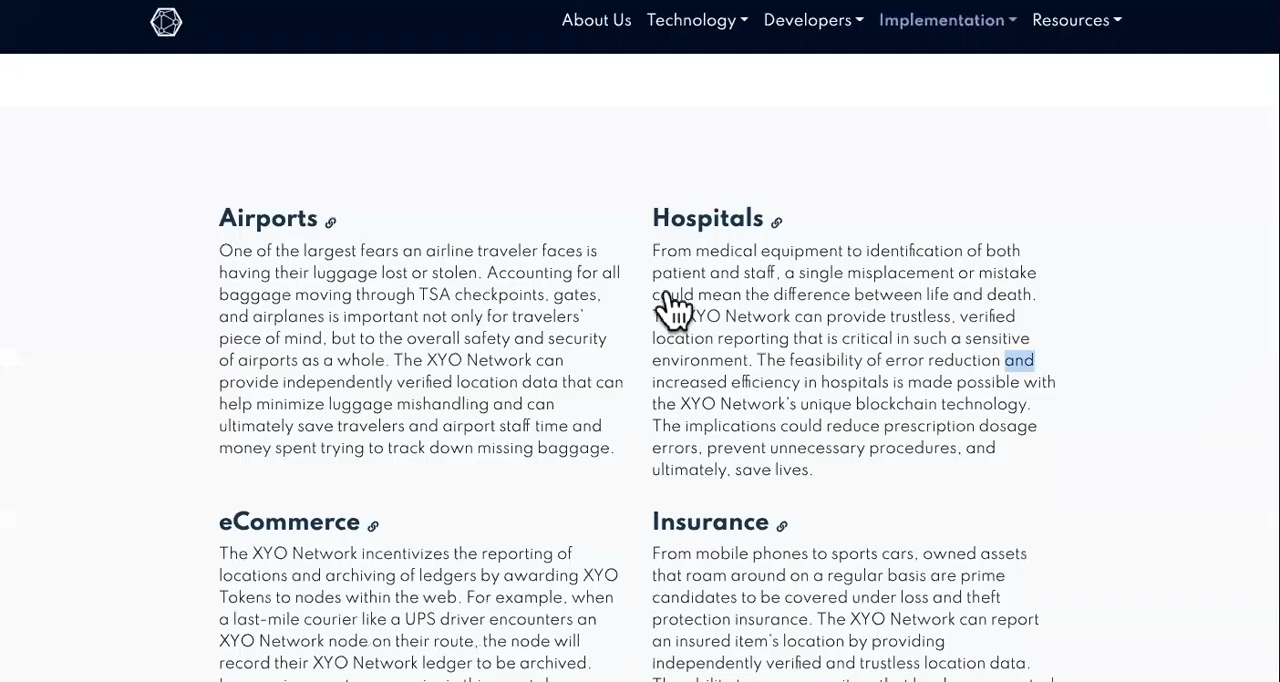 About Us Technology Developers Implementation Resources
Airports
One of the largest fears an airline traveler faces is
having their luggage lost or stolen. Accounting for all
baggage moving through TSA checkpoints, gates,
and airplanes is important not only for travelers'
piece of mind, but to the overall safety and security
of airports as a whole. The XYO Network can
provide independently verified location data that can
help minimize luggage mishandling and can
ultimately save travelers and airport staff time and
money spent trying to track down missing baggage.
Hospitals
From medical equipment to identification of both
patient and staff, a single misplacement or mistake
could mean the difference between life and death.
XYO Network can provide trustless, verified
location reporting that is critical in such a sensitive
environment. The feasibility of error reduction and
increased efficiency in hospitals is made possible with
the XYO Network's unique blockchain technology.
The implications could reduce prescription dosage
errors, prevent unnecessary procedures, and
ultimately, save lives.
eCommerce
The XYO Network incentivizes the reporting of
locations and archiving of ledgers by awarding XYO
Tokens to nodes within the web. For example, when
a last-mile courier like a UPS driver encounters an
XYO Network node on their route, the node will
record their XYO Network ledger to be archived.
Insurance
From mobile phones to sports cars, owned assets
that roam around on a regular basis are prime
candidates to be covered under loss and theft
protection insurance. The XYO Network can report
an insured item's location by providing
independently verified and trustless location data.